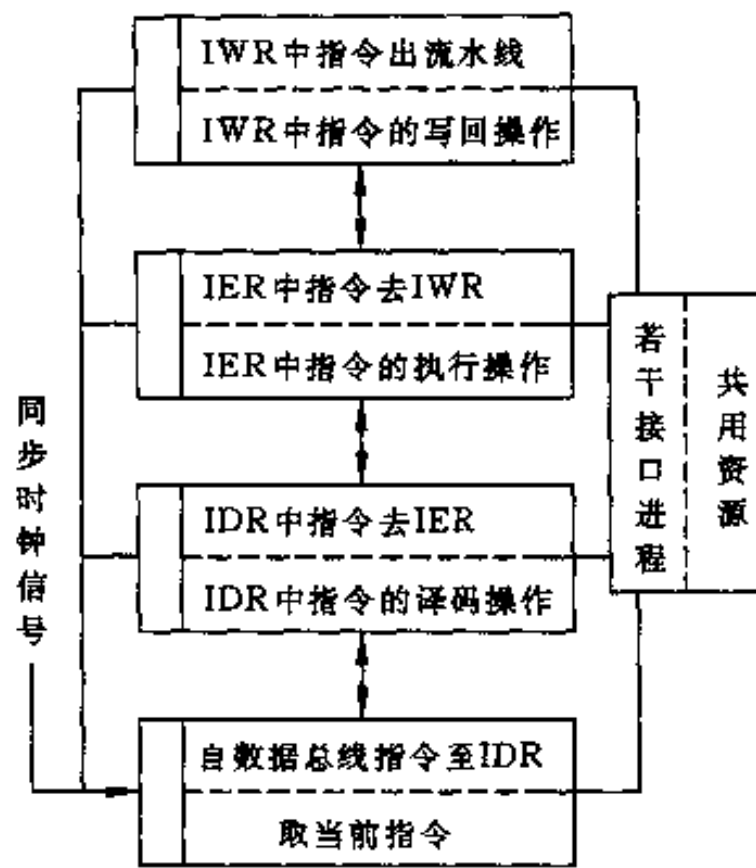 IWR中指令出流水线
IWR中指令的写回操作
IER中指令去IWR
IER中指令的执行操作
IDR中指令去IER
IDR中指令的译码操作
自数据总线指令至IDR
取当前指令
同步时钟信号
若干接口进程
共用资源